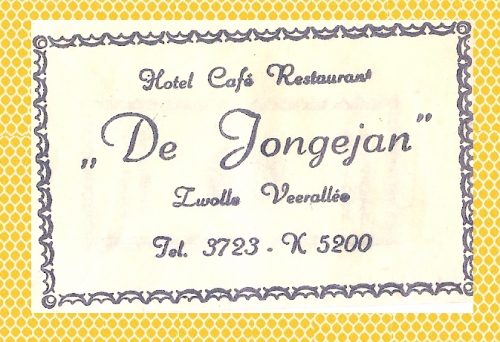 Hotel Café Restaurant
„De Jongejan”
Zwolle Veerallée
Tel. 3723 - K 5200